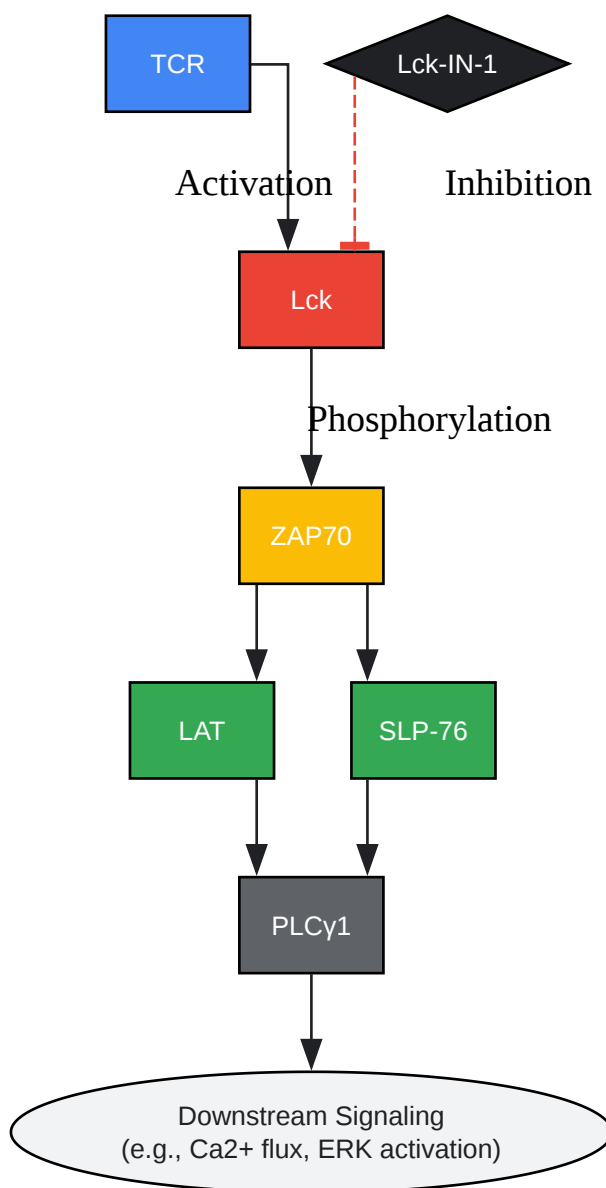 TCR
Lck-IN-1
Activation
Inhibition
Lck
Phosphorylation
ZAP70
LAT
SLP-76
PLCγ1
Downstream Signaling
(e.g., Ca2+ flux, ERK activation)